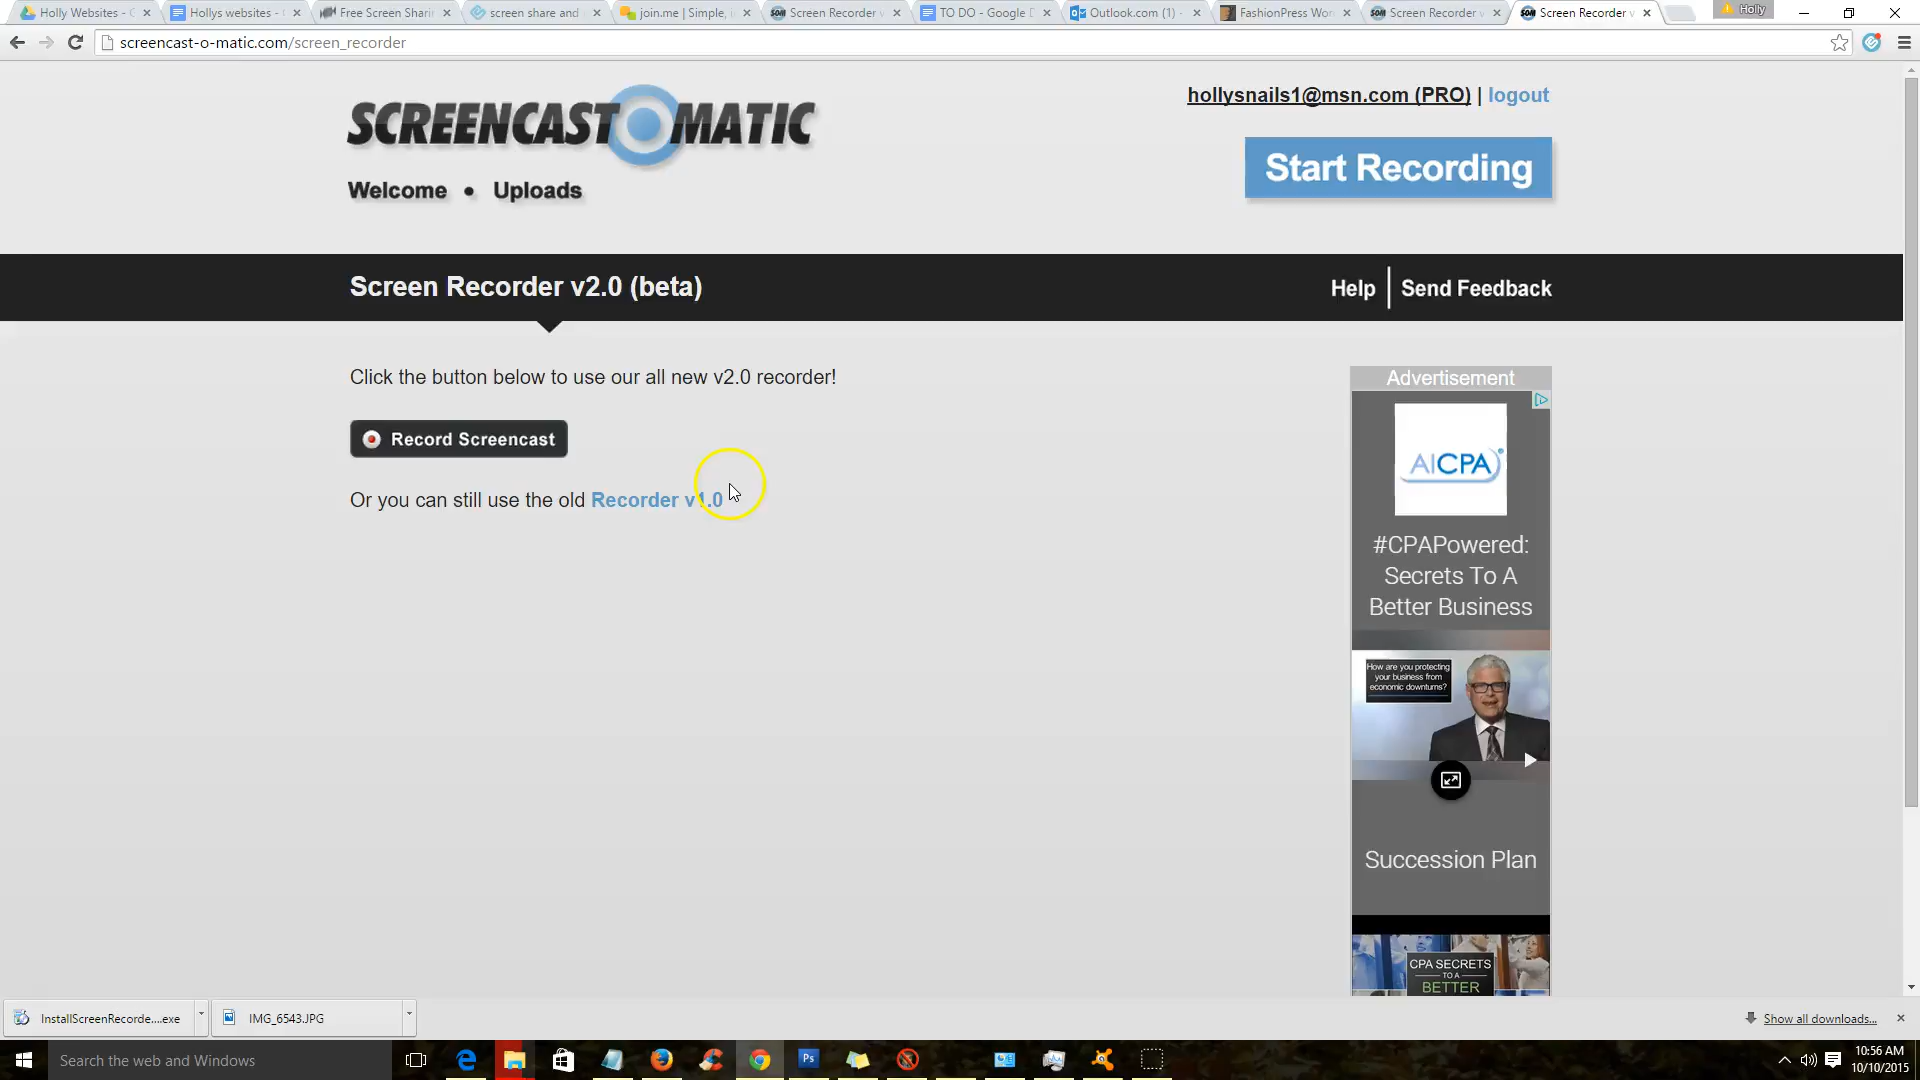 Holly Websites - G
Hollys websites -
Free Screen Shari
screen share and
join.me | Simple,
Screen Recorder
TO DO - Google D
Outlook.com (1) -
FashionPress Wor
Screen Recorder
Screen Recorder
Holly
screencast-o-matic.com/screen_recorder
SCREENCAST O MATIC
hollysnails1@msn.com (PRO) | logout
Start Recording
Welcome • Uploads
Screen Recorder v2.0 (beta)
Help | Send Feedback
Click the button below to use our all new v2.0 recorder!
Record Screencast
Or you can still use the old Recorder v1.0
Advertisement
AICPA
#CPAPowered:
Secrets To A
Better Business
How are you protecting
your business from
economic downturns?
Succession Plan
CPA SECRETS
TO A
BETTER
InstallScreenRecorde....exe
IMG_6543.JPG
Show all downloads...
Search the web and Windows
Ps
10:56 AM
10/10/2015